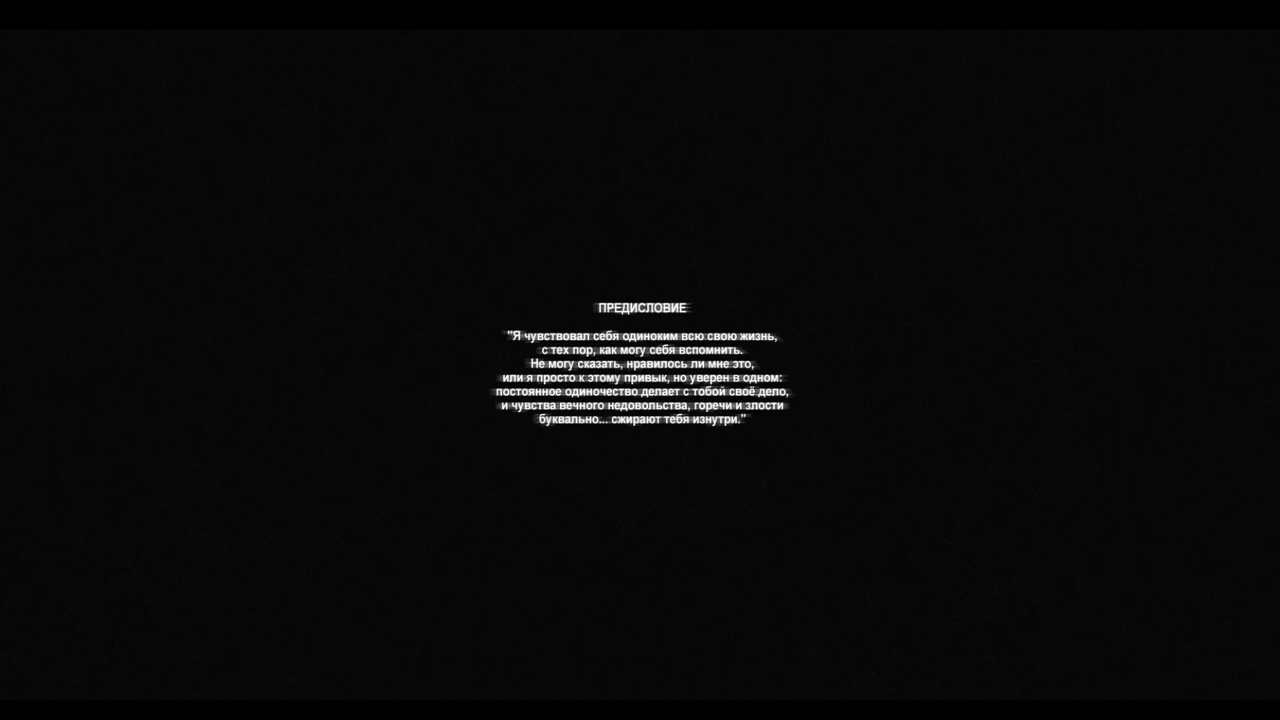 ПРЕДИСЛОВИЕ
"Я чувствовал себя одиноким всю свою жизнь,
с тех пор, как могу себя вспомнить.
Не могу сказать, нравилось ли мне это,
или я просто к этому привык, но уверен в одном:
постоянное одиночество делает с тобой своё дело,
и чувства вечного недовольства, горечи и злости
буквально... сжирают тебя изнутри."